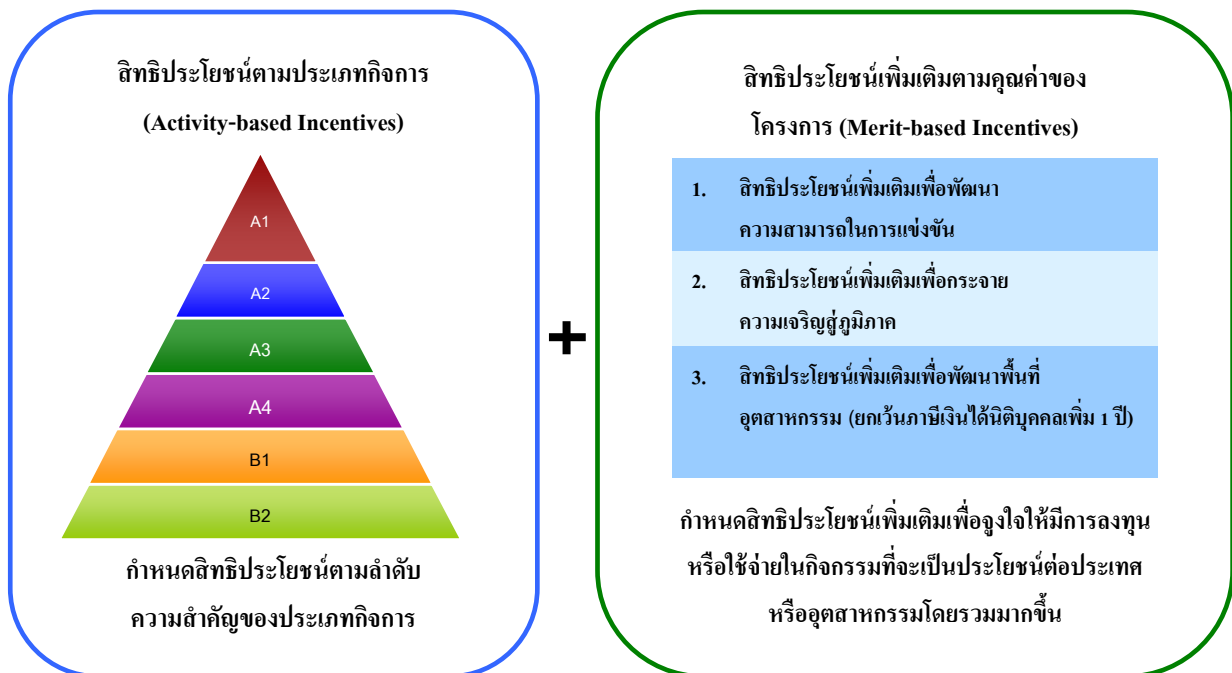 สิทธิประโยชน์ตามประเภทกิจการ
(Activity-based Incentives)
A1
A2
A3
A4
B1
B2
กำหนดสิทธิประโยชน์ตามลำดับ
ความสำคัญของประเภทกิจการ
+
สิทธิประโยชน์เพิ่มเติมตามคุณค่าของ
โครงการ (Merit-based Incentives)
1. สิทธิประโยชน์เพิ่มเติมเพื่อพัฒนา
ความสามารถในการแข่งขัน
2. สิทธิประโยชน์เพิ่มเติมเพื่อกระจาย
ความเจริญสู่ภูมิภาค
3. สิทธิประโยชน์เพิ่มเติมเพื่อพัฒนาพื้นที่
อุตสาหกรรม (ยกเว้นภาษีเงินได้นิติบุคคลเพิ่ม 1 ปี)
กำหนดสิทธิประโยชน์เพิ่มเติมเพื่อจูงใจให้มีการลงทุน
หรือใช้จ่ายในกิจกรรมที่จะเป็นประโยชน์ต่อประเทศ
หรืออุตสาหกรรมโดยรวมมากขึ้น